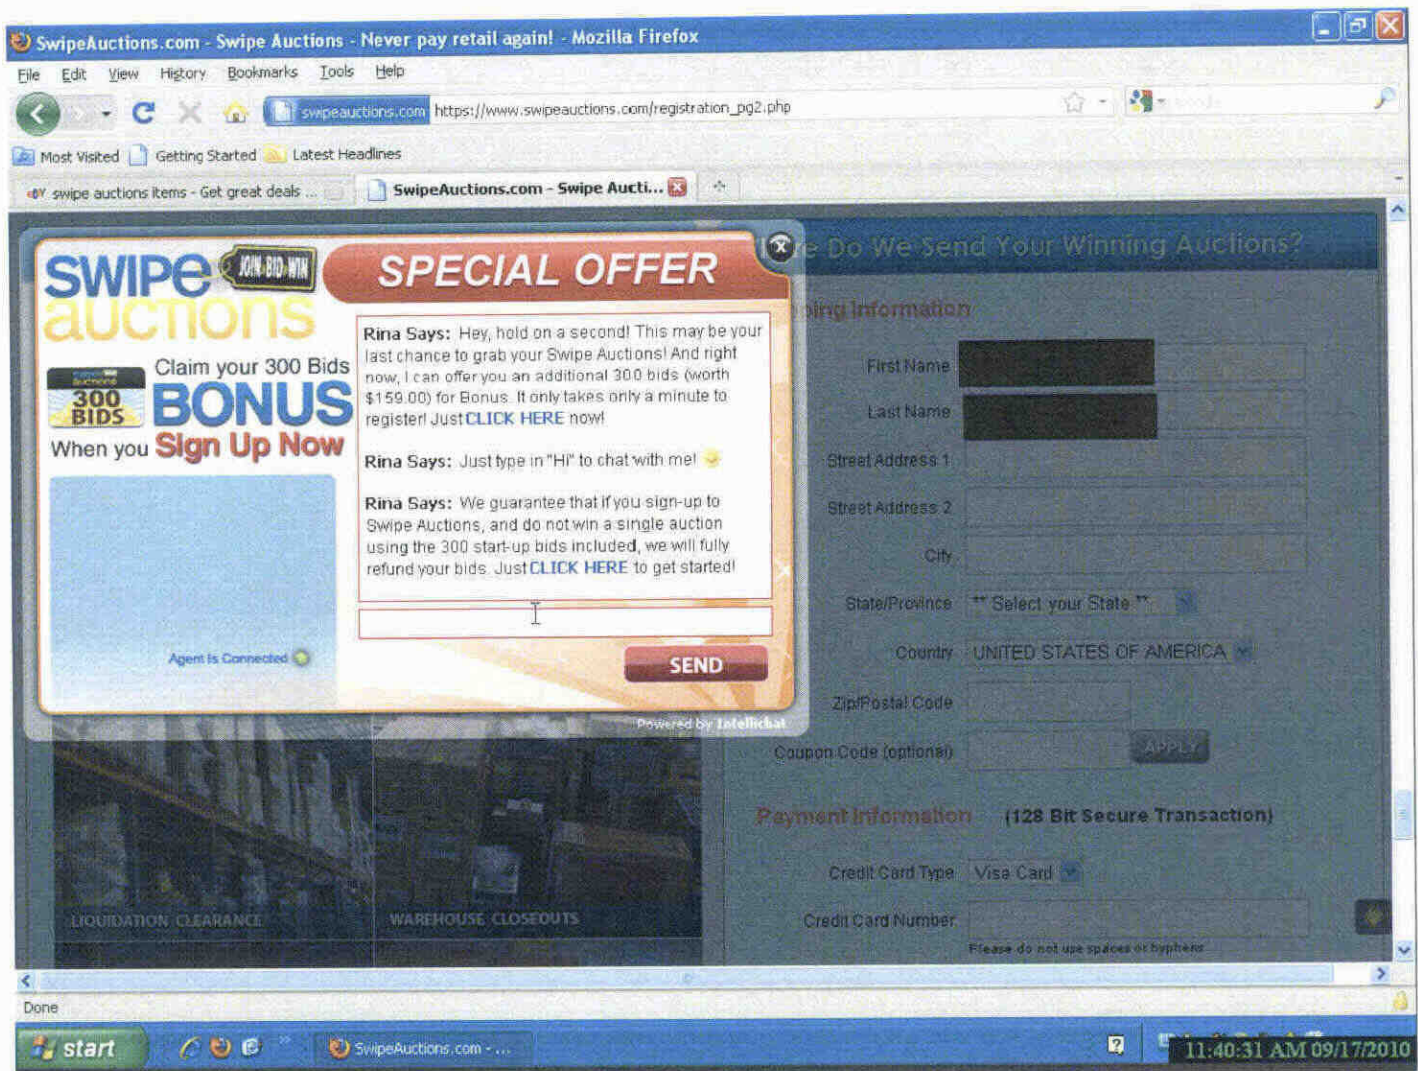 SwipeAuctions.com - Swipe Auctions - Never pay retail again! - Mozilla Firefox
File Edit View History Bookmarks Tools Help
swipeauctions.com https://www.swipeauctions.com/registration_pg2.php
Most Visited Getting Started Latest Headlines
swipe auctions items - Get great deals ... SwipeAuctions.com - Swipe Aucti...
Do We Send Your Winning Auctions?
SWIPE auctions
JOIN·BID·WIN
Claim your 300 Bids
300 BIDS
BONUS
When you Sign Up Now
Agent Is Connected
SPECIAL OFFER
Rina Says: Hey, hold on a second! This may be your
last chance to grab your Swipe Auctions! And right
now, I can offer you an additional 300 bids (worth
$159.00) for Bonus. It only takes only a minute to
register! Just CLICK HERE now!
Rina Says: Just type in "Hi" to chat with me!
Rina Says: We guarantee that if you sign-up to
Swipe Auctions, and do not win a single auction
using the 300 start-up bids included, we will fully
refund your bids. Just CLICK HERE to get started!
SEND
Powered by Intellichat
Information
First Name
Last Name
Street Address 1
Street Address 2
City
State/Province ** Select your State **
Country UNITED STATES OF AMERICA
Zip/Postal Code
Coupon Code (optional) APPLY
Payment Information (128 Bit Secure Transaction)
Credit Card Type Visa Card
Credit Card Number
Please do not use spaces or hyphens
LIQUIDATION CLEARANCE
WAREHOUSE CLOSEOUTS
Done
start
SwipeAuctions.com - ...
11:40:31 AM 09/17/2010